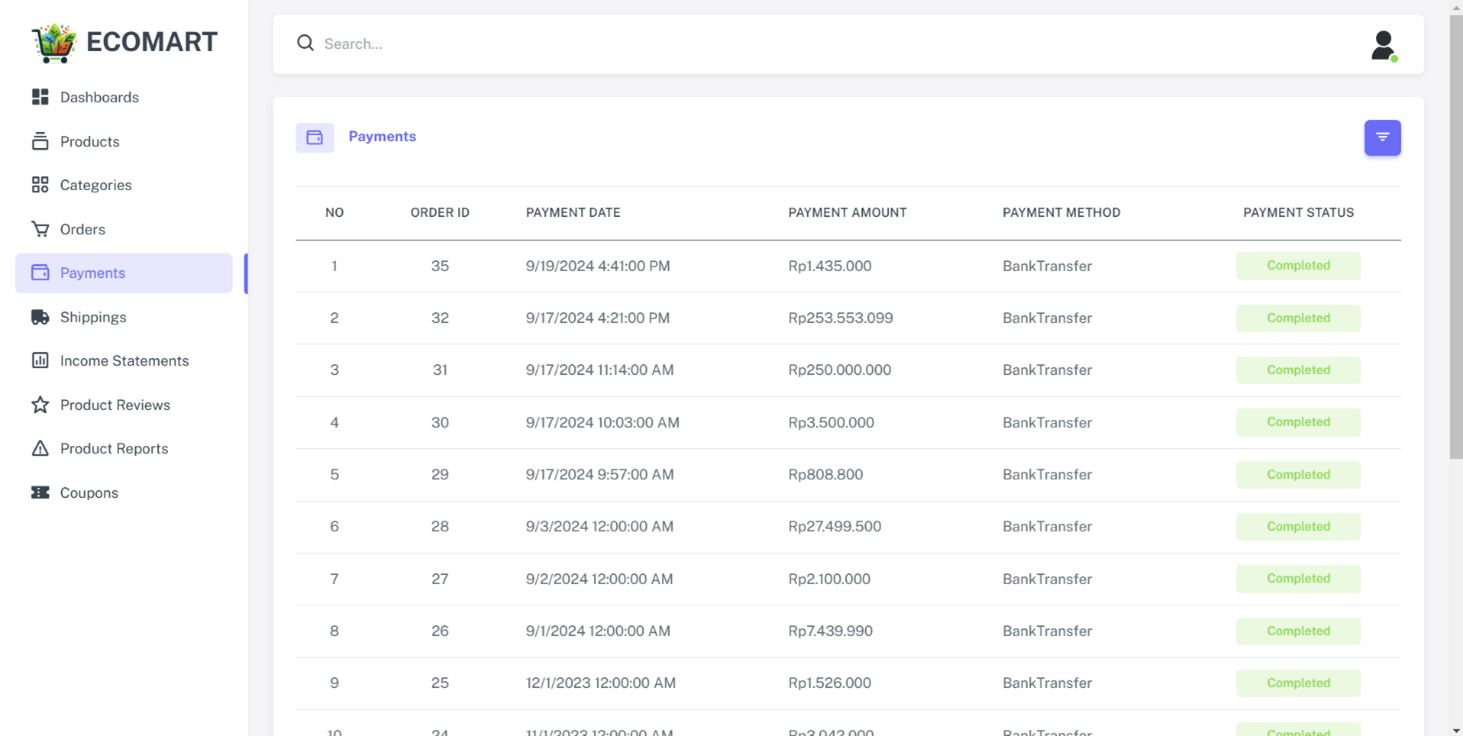 ECOMART
Search...
Dashboards
Products
Categories
Orders
Payments
Shippings
Income Statements
Product Reviews
Product Reports
Coupons
Payments
NO ORDER ID PAYMENT DATE PAYMENT AMOUNT PAYMENT METHOD PAYMENT STATUS
1 35 9/19/2024 4:41:00 PM Rp1.435.000 BankTransfer Completed
2 32 9/17/2024 4:21:00 PM Rp253.553.099 BankTransfer Completed
3 31 9/17/2024 11:14:00 AM Rp250.000.000 BankTransfer Completed
4 30 9/17/2024 10:03:00 AM Rp3.500.000 BankTransfer Completed
5 29 9/17/2024 9:57:00 AM Rp808.800 BankTransfer Completed
6 28 9/3/2024 12:00:00 AM Rp27.499.500 BankTransfer Completed
7 27 9/2/2024 12:00:00 AM Rp2.100.000 BankTransfer Completed
8 26 9/1/2024 12:00:00 AM Rp7.439.990 BankTransfer Completed
9 25 12/1/2023 12:00:00 AM Rp1.526.000 BankTransfer Completed
10 24 11/1/2023 12:00:00 AM Rp3.042.000 BankTransfer Completed